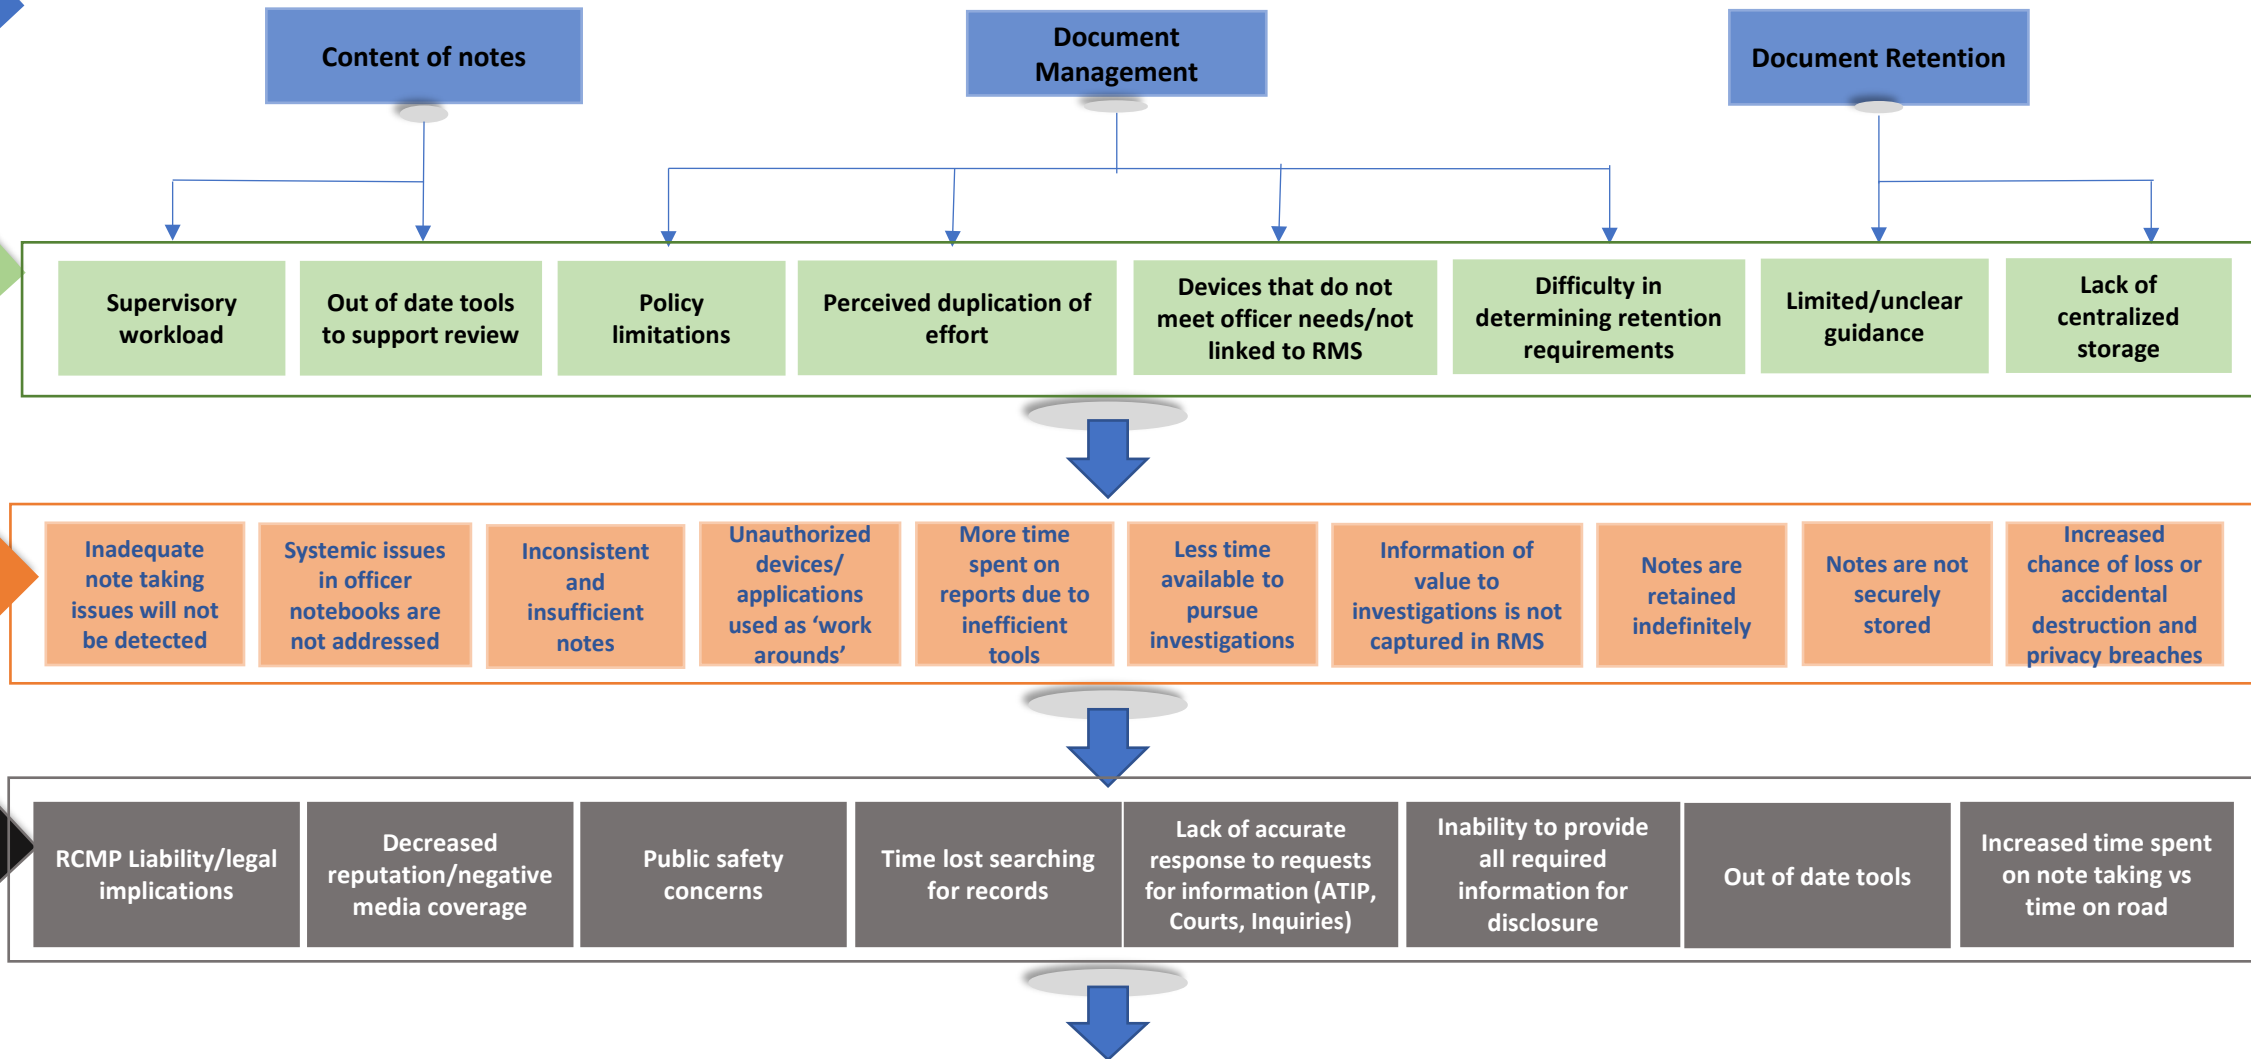 Content of notes
Document
Management
Document Retention
Supervisory
workload
Out of date tools
to support review
Policy
limitations
Perceived duplication of
effort
Devices that do not
meet officer needs/not
linked to RMS
Difficulty in
determining retention
requirements
Limited/unclear
guidance
Lack of
centralized
storage
Inadequate
note taking
issues will not
be detected
Systemic issues
in officer
notebooks are
not addressed
Inconsistent
and
insufficient
notes
Unauthorized
devices/
applications
used as ‘work
arounds’
More time
spent on
reports due to
inefficient
tools
Less time
available to
pursue
investigations
Information of
value to
investigations is not
captured in RMS
Notes are
retained
indefinitely
Notes are not
securely
stored
Increased
chance of loss or
accidental
destruction and
privacy breaches
RCMP Liability/legal
implications
Decreased
reputation/negative
media coverage
Public safety
concerns
Time lost searching
for records
Lack of accurate
response to requests
for information (ATIP,
Courts, Inquiries)
Inability to provide
all required
information for
disclosure
Out of date tools
Increased time spent
on note taking vs
time on road